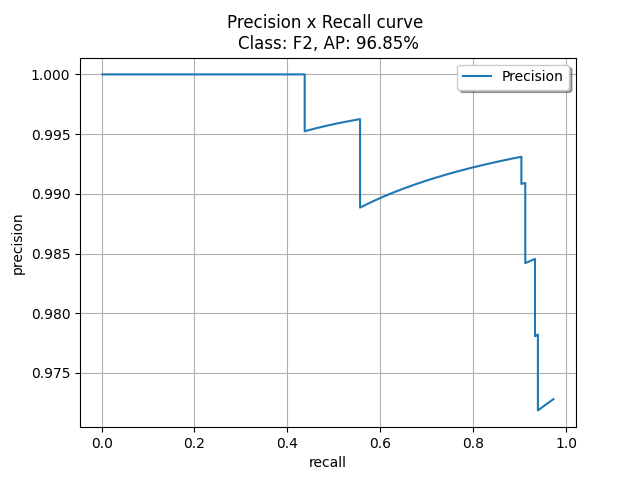 Precision x Recall curve
Class: F2, AP: 96.85%
Precision
1.000
0.995
0.990
0.985
0.980
0.975
precision
0.0 0.2 0.4 0.6 0.8 1.0
recall